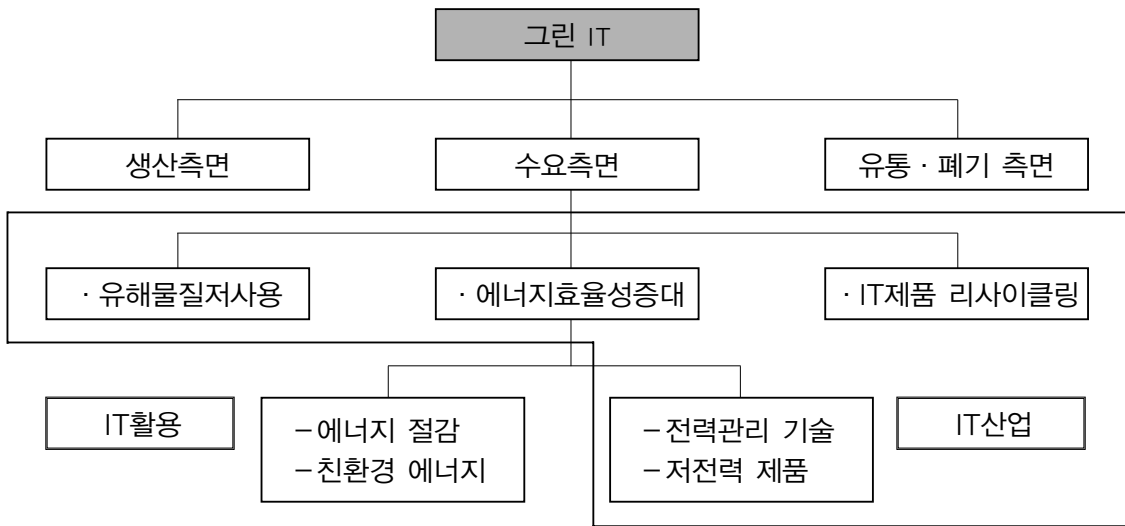 그린 IT
생산측면
수요측면
유통 · 폐기 측면
· 유해물질저사용
· 에너지효율성증대
· IT제품 리사이클링
IT활용
－에너지 절감
－친환경 에너지
－전력관리 기술
－저전력 제품
IT산업